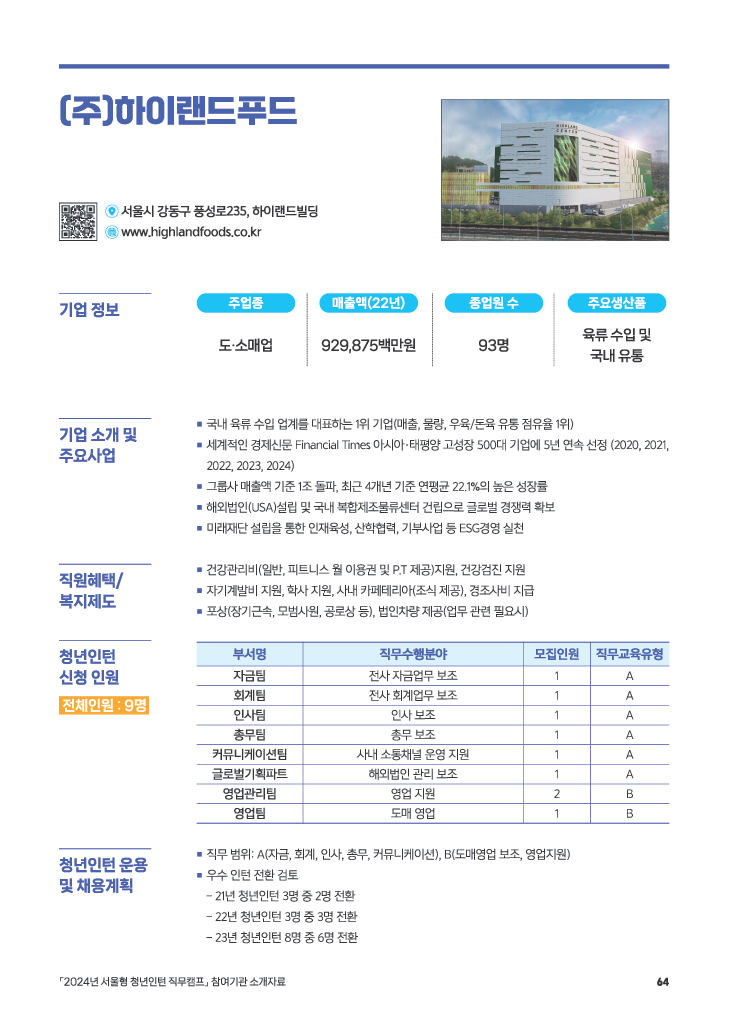 (주)하이랜드푸드
HIGHLAND
CENTER
서울시 강동구 풍성로235, 하이랜드빌딩
www.highlandfoods.co.kr
기업 정보
주업종 매출액(22년) 종업원 수 주요생산품
도·소매업 929,875백만원 93명 육류 수입 및
국내 유통
기업 소개 및
주요사업
■ 국내 육류 수입 업계를 대표하는 1위 기업(매출, 물량, 우육/돈육 유통 점유율 1위)
■ 세계적인 경제신문 Financial Times 아시아·태평양 고성장 500대 기업에 5년 연속 선정 (2020, 2021,
2022, 2023, 2024)
■ 그룹사 매출액 기준 1조 돌파, 최근 4개년 기준 연평균 22.1%의 높은 성장률
■ 해외법인(USA)설립 및 국내 복합제조물류센터 건립으로 글로벌 경쟁력 확보
■ 미래재단 설립을 통한 인재육성, 산학협력, 기부사업 등 ESG경영 실천
직원혜택/
복지제도
■ 건강관리비(일반, 피트니스 월 이용권 및 P.T 제공)지원, 건강검진 지원
■ 자기계발비 지원, 학사 지원, 사내 카페테리아(조식 제공), 경조사비 지급
■ 포상(장기근속, 모범사원, 공로상 등), 법인차량 제공(업무 관련 필요시)
청년인턴
신청 인원
전체인원 : 9명
부서명 직무수행분야 모집인원 직무교육유형
자금팀 전사 자금업무 보조 1 A
회계팀 전사 회계업무 보조 1 A
인사팀 인사 보조 1 A
총무팀 총무 보조 1 A
커뮤니케이션팀 사내 소통채널 운영 지원 1 A
글로벌기획파트 해외법인 관리 보조 1 A
영업관리팀 영업 지원 2 B
영업팀 도매 영업 1 B
청년인턴 운용
및 채용계획
■ 직무 범위: A(자금, 회계, 인사, 총무, 커뮤니케이션), B(도매영업 보조, 영업지원)
■ 우수 인턴 전환 검토
– 21년 청년인턴 3명 중 2명 전환
– 22년 청년인턴 3명 중 3명 전환
– 23년 청년인턴 8명 중 6명 전환
「2024년 서울형 청년인턴 직무캠프」 참여기관 소개자료 64